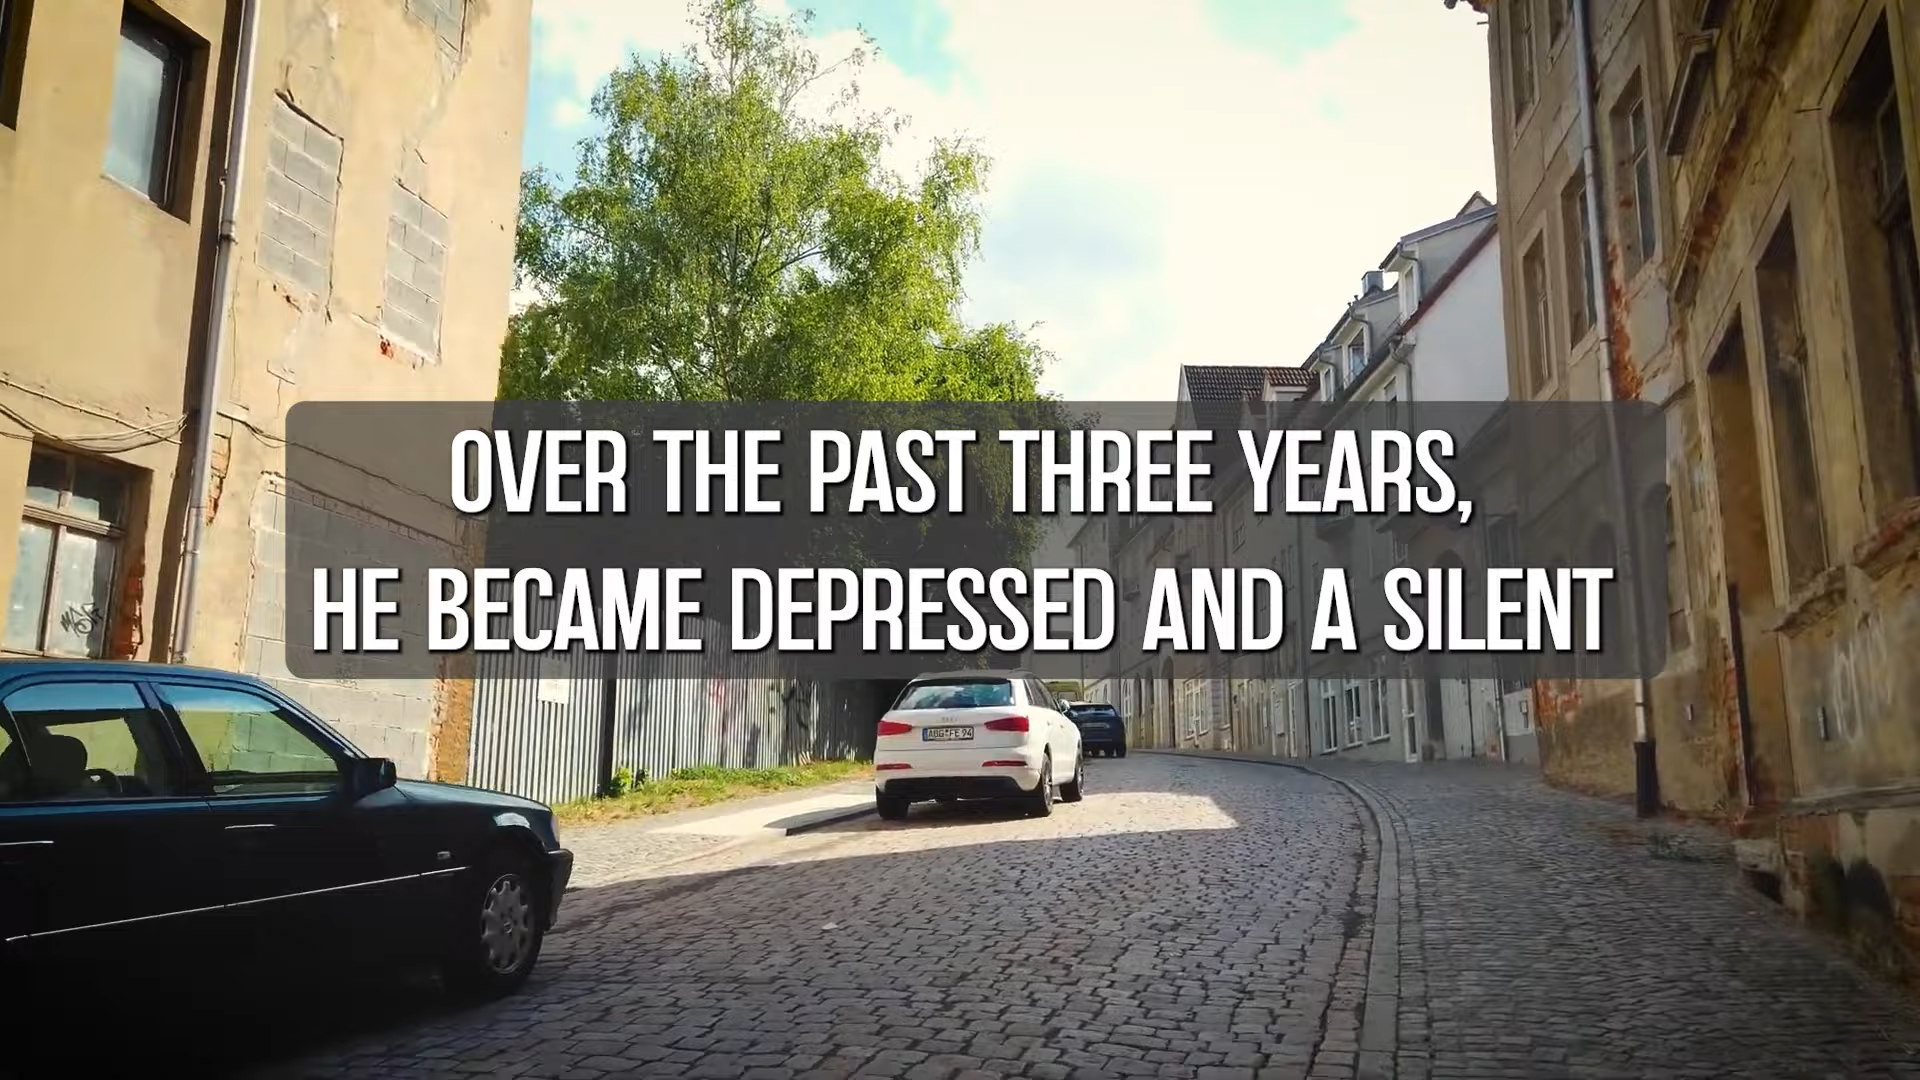 OVER THE PAST THREE YEARS,
HE BECAME DEPRESSED AND A SILENT